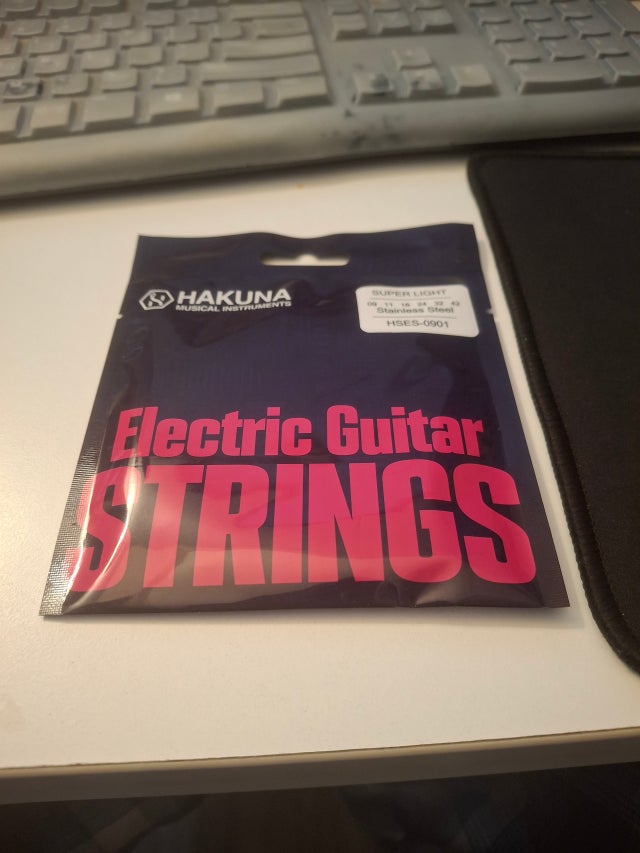 HAKUNA
MUSICAL INSTRUMENTS
SUPER LIGHT
09 11 16 24 32 42
Stainless Steel
HSES-0901
Electric Guitar
STRINGS